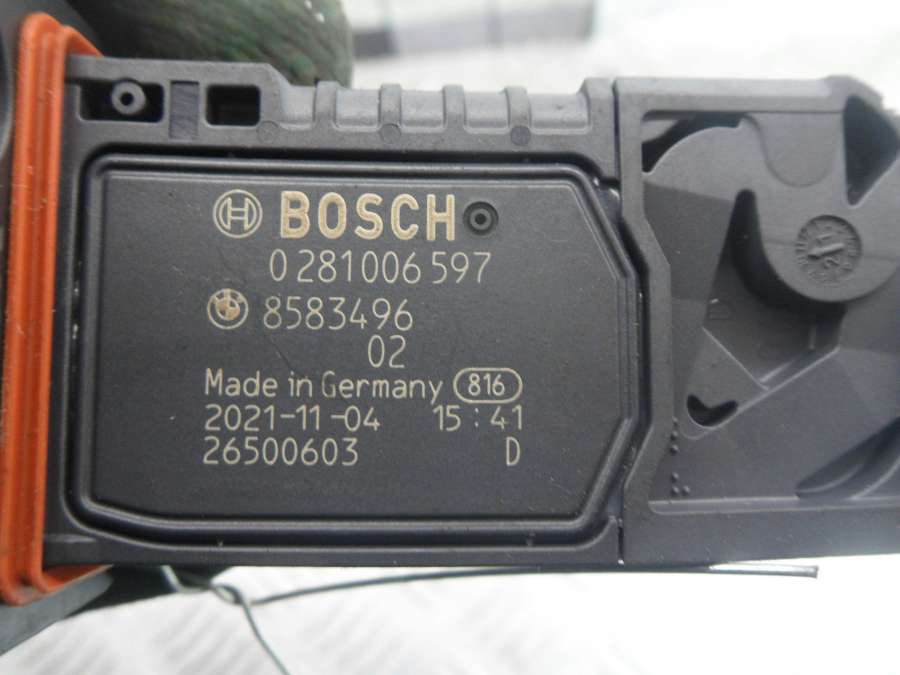 BOSCH
0 281 006 597
8583496
02
Made in Germany 816
2021-11-04 15:41
26500603 D